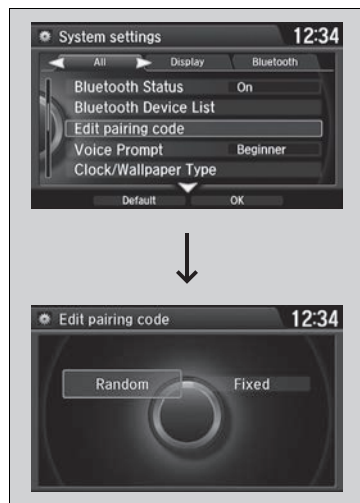 System settings 12:34
All Display Bluetooth
Bluetooth Status On
Bluetooth Device List
Edit pairing code
Voice Prompt Beginner
Clock/Wallpaper Type
Default OK
Edit pairing code 12:34
Random Fixed